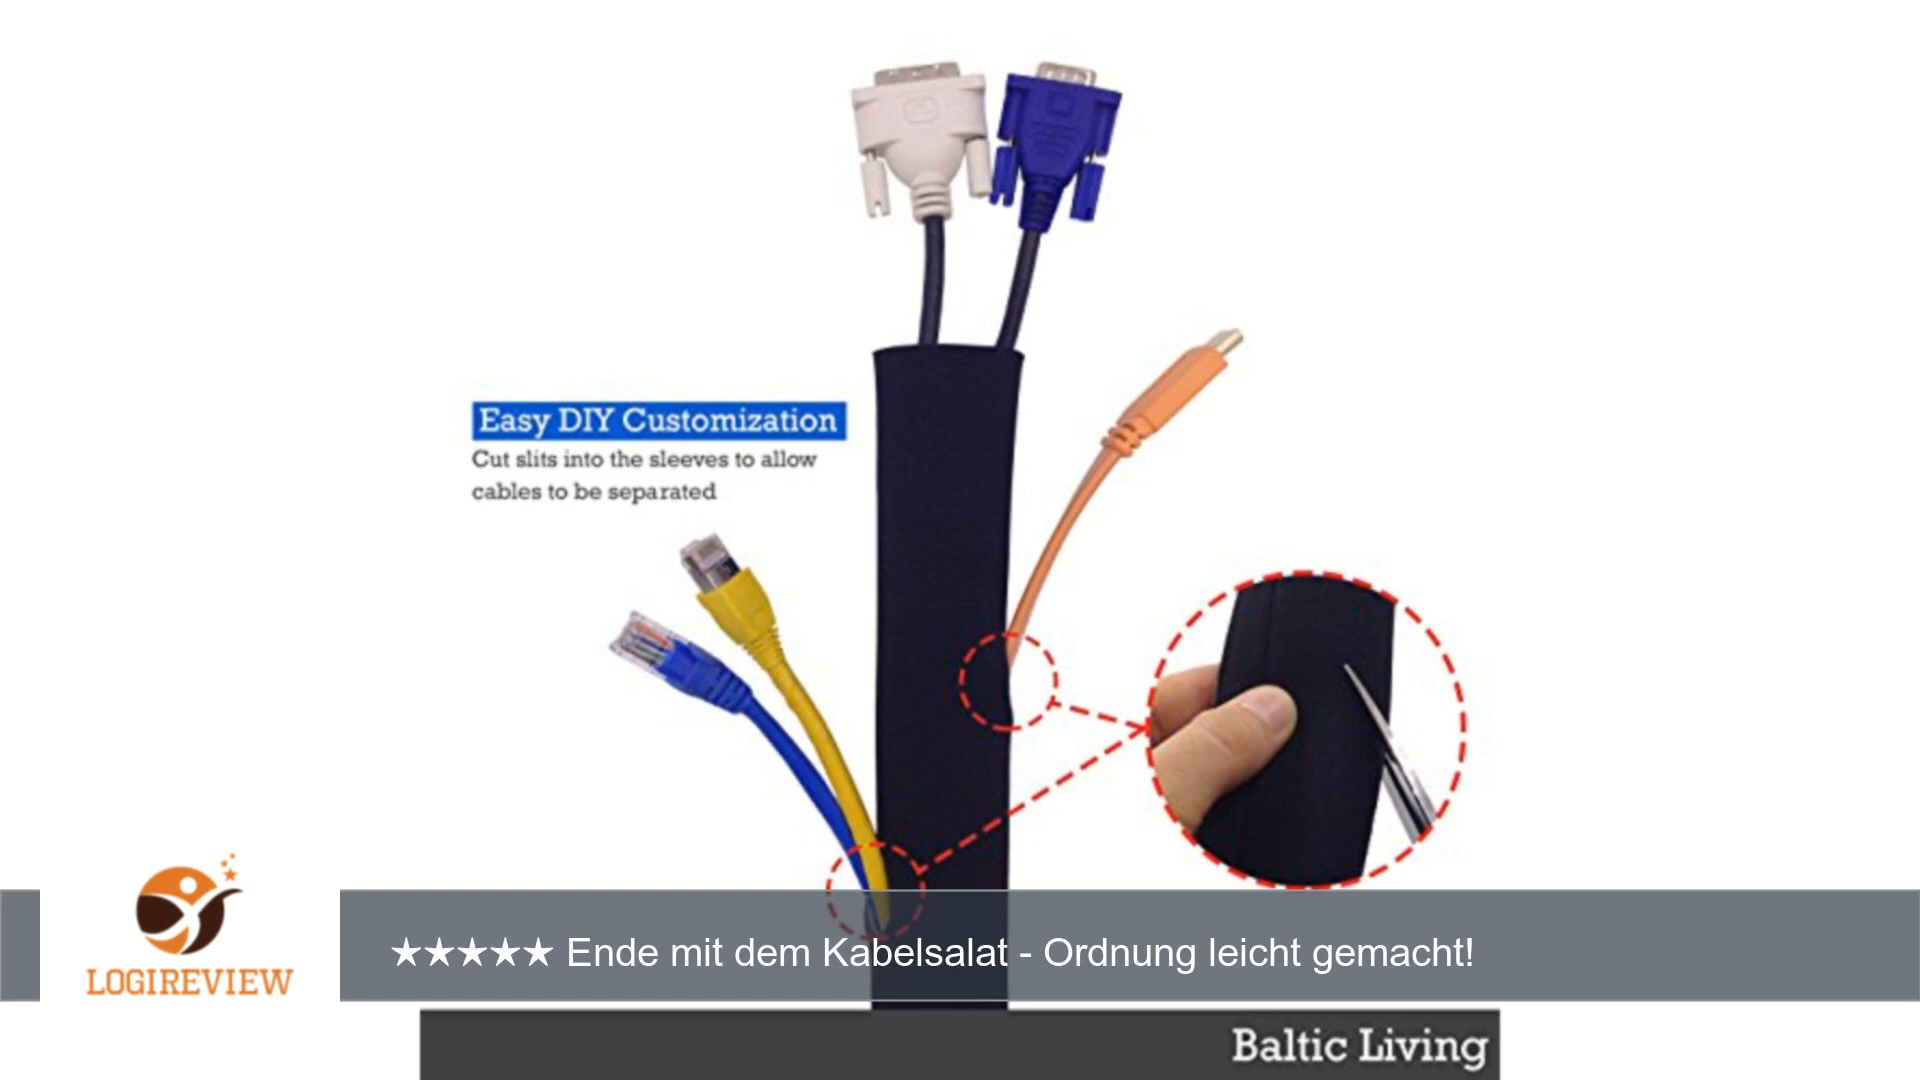 Easy DIY Customization
Cut slits into the sleeves to allow
cables to be separated
LOGIREVIEW
★★★★★ Ende mit dem Kabelsalat - Ordnung leicht gemacht!
Baltic Living